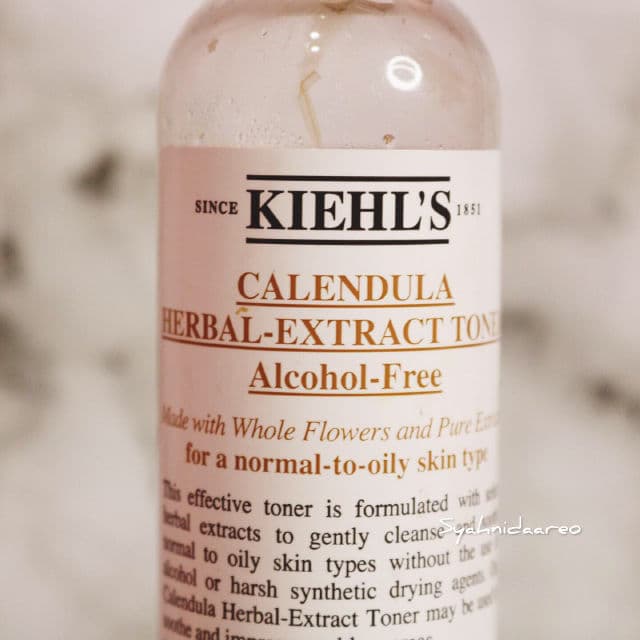 SINCE KIEHL'S 1851
CALENDULA
HERBAL-EXTRACT TONE
Alcohol-Free
Made with Whole Flowers and Pure
for a normal-to-oily skin type
This effective toner is formulated with
herbal extracts to gently cleanse
normal to oily skin types without the use
alcohol or harsh synthetic drying agents.
Calendula Herbal-Extract Toner may be
soothe and
Syahnidaareo